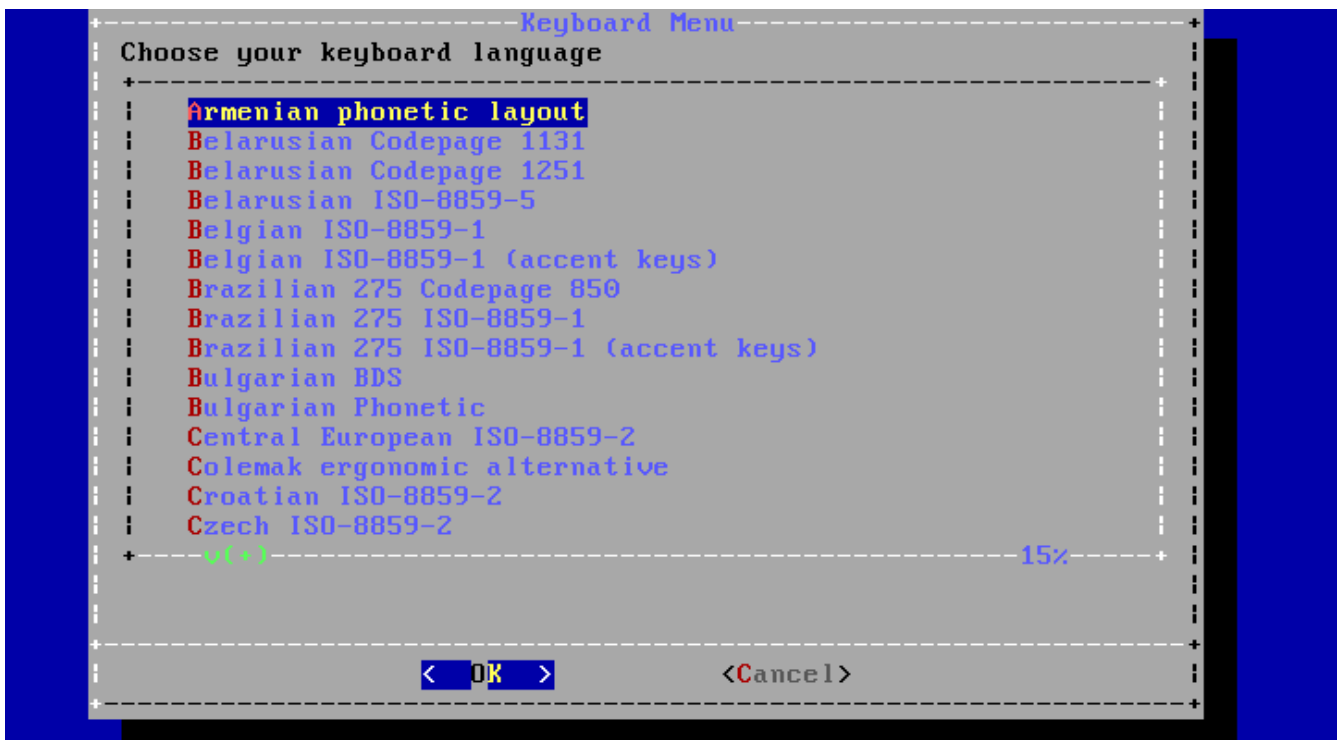 Keyboard Menu
Choose your keyboard language
Armenian phonetic layout
Belarusian Codepage 1131
Belarusian Codepage 1251
Belarusian ISO-8859-5
Belgian ISO-8859-1
Belgian ISO-8859-1 (accent keys)
Brazilian 275 Codepage 850
Brazilian 275 ISO-8859-1
Brazilian 275 ISO-8859-1 (accent keys)
Bulgarian BDS
Bulgarian Phonetic
Central European ISO-8859-2
Colemak ergonomic alternative
Croatian ISO-8859-2
Czech ISO-8859-2
v(+) 15%
< OK > <Cancel>